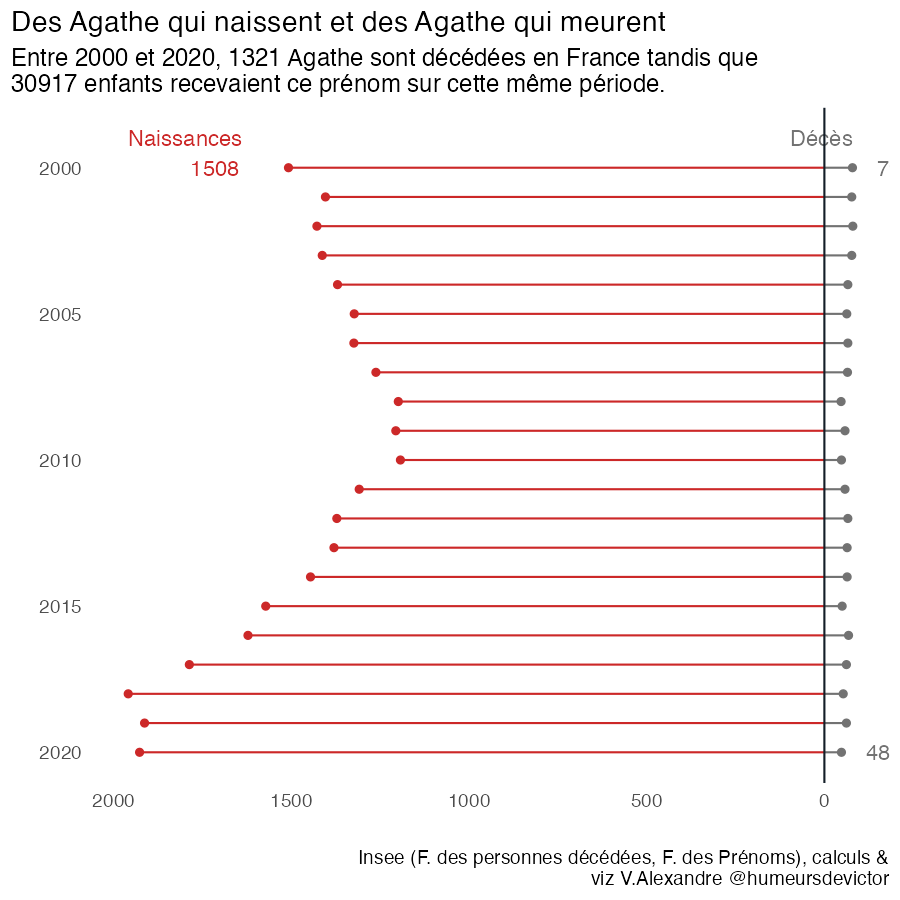 Des Agathe qui naissent et des Agathe qui meurent
Entre 2000 et 2020, 1321 Agathe sont décédées en France tandis que
30917 enfants recevaient ce prénom sur cette même période.
Naissances
Décès
2000
1508
7
2005
2010
2015
2020
48
2000
1500
1000
500
0
Insee (F. des personnes décédées, F. des Prénoms), calculs &
viz V.Alexandre @humeursdevictor